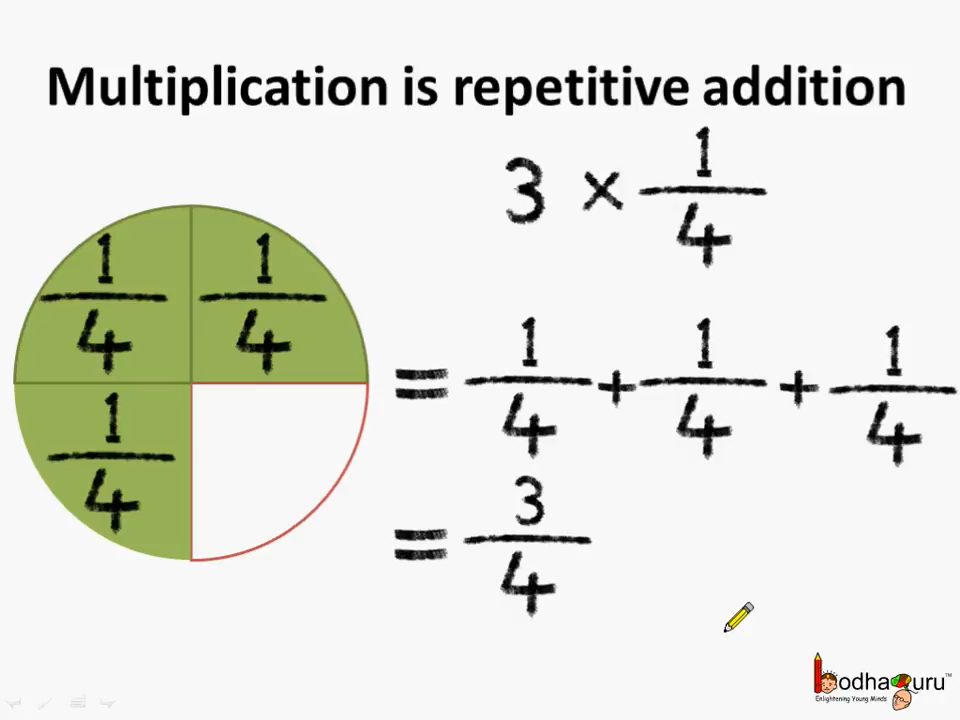 Multiplication is repetitive addition
3 × 1/4
1/4 1/4
= 1/4 + 1/4 + 1/4
1/4
= 3/4
bodhaGuru™
Enlightening Young Minds